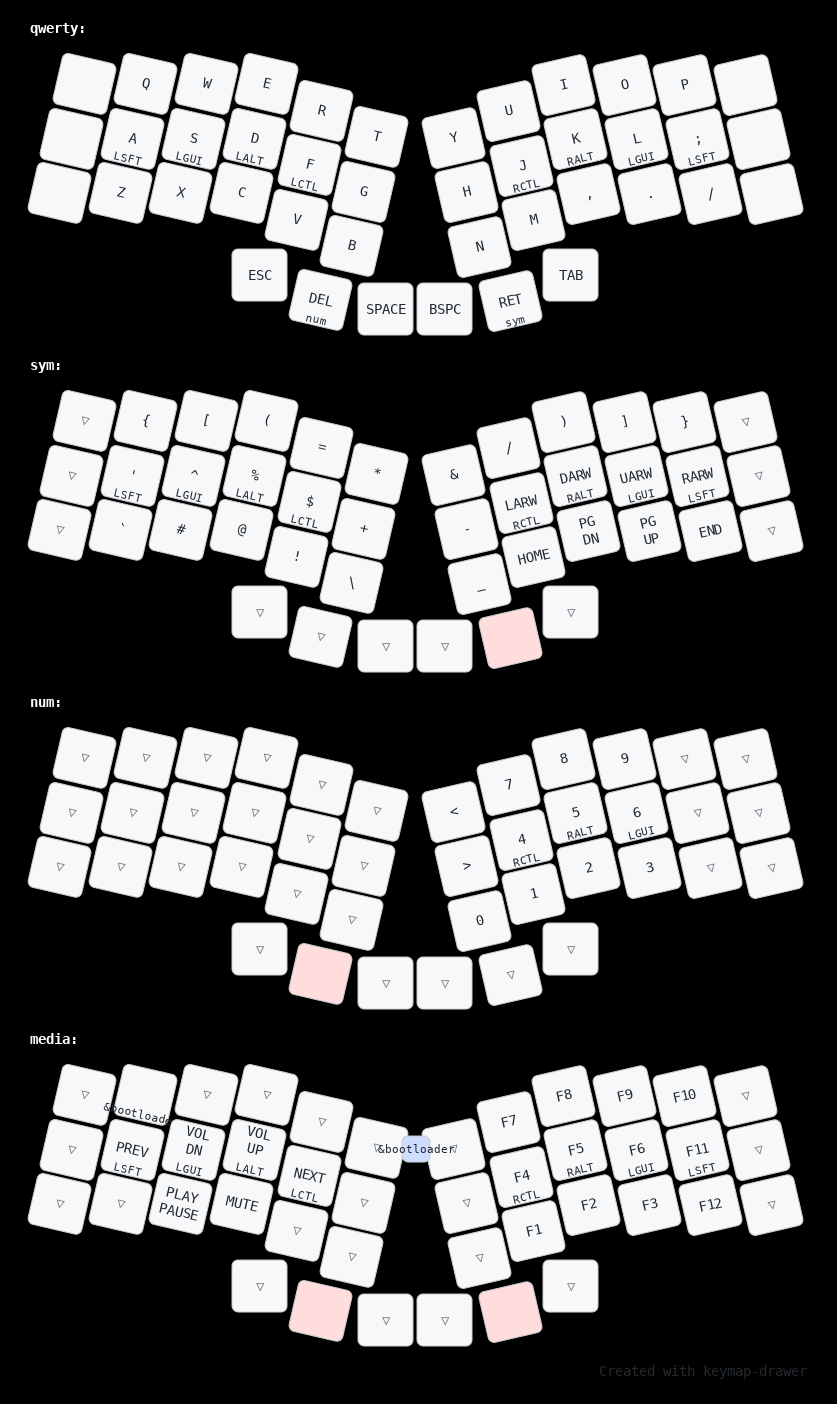 qwerty:
Q W E R T Y U I O P
A S D F G H J K L ;
LSFT LGUI LALT LCTL RCTL RALT LGUI LSFT
Z X C V B N M , . /
ESC DEL SPACE BSPC RET TAB
num sym
sym:
▽ { [ ( = * & / ) ] } ▽
▽ ' ^ % $ + - LARW DARW UARW RARW ▽
LSFT LGUI LALT LCTL RCTL RALT LGUI LSFT
▽ ` # @ ! \ _ HOME PG DN PG UP END ▽
▽ ▽ ▽ ▽ ▽
num:
▽ ▽ ▽ ▽ ▽ ▽ < 7 8 9 ▽ ▽
▽ ▽ ▽ ▽ ▽ ▽ > 4 5 6 ▽ ▽
RCTL RALT LGUI
▽ ▽ ▽ ▽ ▽ ▽ 0 1 2 3 ▽ ▽
▽ ▽ ▽ ▽ ▽
media:
▽ &bootloade ▽ ▽ ▽ ▽ &bootloader ▽ F7 F8 F9 F10 ▽
▽ PREV VOL DN VOL UP NEXT ▽ ▽ F4 F5 F6 F11 ▽
LSFT LGUI LALT LCTL RCTL RALT LGUI LSFT
▽ ▽ PLAY PAUSE MUTE ▽ ▽ ▽ F1 F2 F3 F12 ▽
▽ ▽ ▽ ▽
Created with keymap-drawer